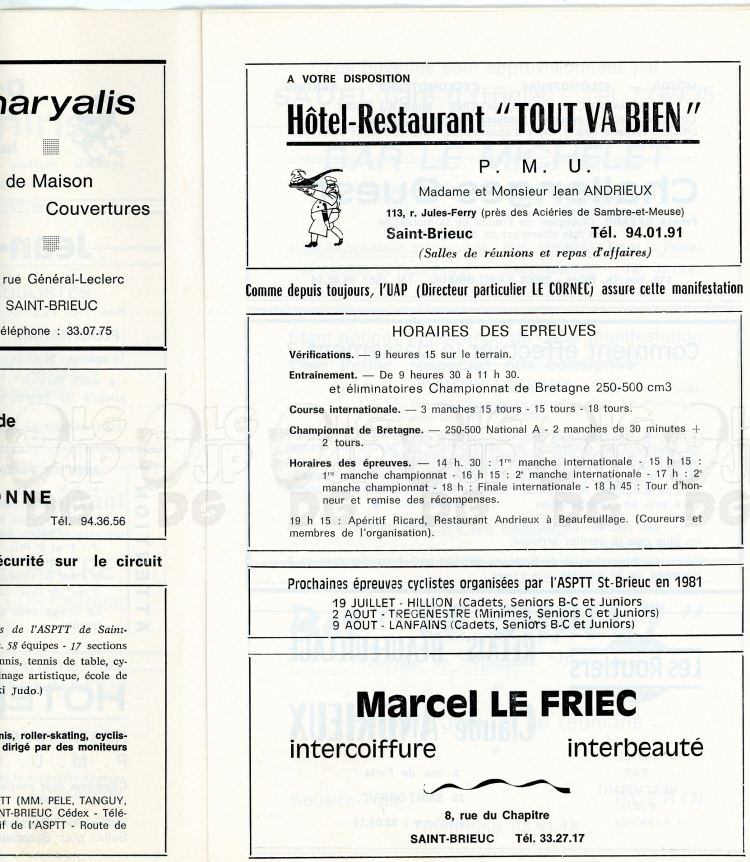 naryalis
de Maison
Couvertures
rue Général-Leclerc
SAINT-BRIEUC
éléphone : 33.07.75
de
ONNE
Tél. 94.36.56
écurité sur le circuit
s de l'ASPTT de Saint-
. 58 équipes - 17 sections
nnis, tennis de table, cy-
inage artistique, école de
ki Judo.)
nis, roller-skating, cyclis-
dirigé par des moniteurs
TT (MM. PELE, TANGUY,
NT-BRIEUC Cédex - Télé-
if de l'ASPTT - Route de
A VOTRE DISPOSITION
Hôtel-Restaurant "TOUT VA BIEN"
P. M. U.
Madame et Monsieur Jean ANDRIEUX
113, r. Jules-Ferry (près des Aciéries de Sambre-et-Meuse)
Saint-Brieuc Tél. 94.01.91
(Salles de réunions et repas d'affaires)
Comme depuis toujours, l'UAP (Directeur particulier LE CORNEC) assure cette manifestation
HORAIRES DES EPREUVES
Vérifications. — 9 heures 15 sur le terrain.
Entrainement. — De 9 heures 30 à 11 h 30.
et éliminatoires Championnat de Bretagne 250-500 cm3
Course internationale. — 3 manches 15 tours - 15 tours - 18 tours.
Championnat de Bretagne. — 250-500 National A - 2 manches de 30 minutes +
2 tours.
Horaires des épreuves. — 14 h. 30 : 1re manche internationale - 15 h 15 :
1re manche championnat - 16 h 15 : 2e manche internationale - 17 h : 2e
manche championnat - 18 h : Finale internationale - 18 h 45 : Tour d'hon-
neur et remise des récompenses.
19 h 15 : Apéritif Ricard, Restaurant Andrieux à Beaufeuillage. (Coureurs et
membres de l'organisation).
Prochaines épreuves cyclistes organisées par l'ASPTT St-Brieuc en 1981
19 JUILLET - HILLION (Cadets, Seniors B-C et Juniors
2 AOUT - TREGENESTRE (Minimes, Seniors C et Juniors)
9 AOUT - LANFAINS (Cadets, Seniors B-C et Juniors)
Marcel LE FRIEC
intercoiffure interbeauté
8, rue du Chapitre
SAINT-BRIEUC Tél. 33.27.17